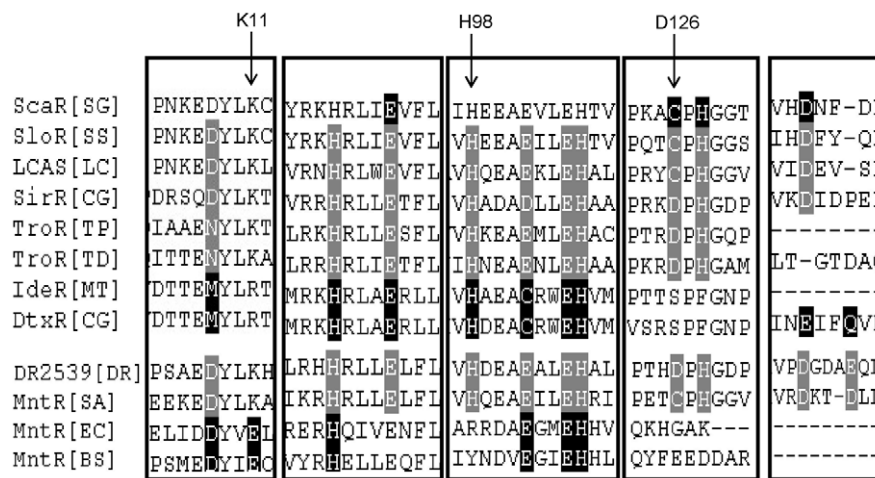 K11 H98 D126
ScaR[SG] PNKEDYLKC YRKHRLIEVFL IHEEAEVLEHTV PKACPHGGT VHDNF-D
SloR[SS] PNKEDYLKC YRKHRLIEVFL VHEEAEILEHTV PQTCPHGGS IHDFY-Q
LCAS[LC] PNKEDYLKL VRNHRLWEVFL VHQEAEKLEHAL PRYCPHGGV VIDEV-S
SirR[CG] DRSQDYLKT VRRHRLLETFL VHADADLLEHAA PRKDPHGDP VKDIDPE
TroR[TP] IAAENYLKT LRKHRLIESFL VHKEAEMLEHAC PTRDPHGQP ------
TroR[TD] ITTENYLKA LRRHRLIETFL IHNEAENLEHAA PKRDPHGAM LT-GTDA
IdeR[MT] DTTEMYLRT MRKHRLAERLL VHAEACRWEHVM PTTSPFGNP ------
DtxR[CG] DTTEMYLRT MRKHRLAERLL VHDEACRWEHVM VSRSPFGNP INEIFQV
DR2539[DR] PSAEDYLKH LRHHRLLELFL VHDEAEALEHAL PTHDPHGDP VPDGDAEQ
MntR[SA] EEKEDYLKA IKRHRLLELFL VHQEAEILEHRI PETCPHGGV VRDKT-DL
MntR[EC] ELIDDYVEL RERHQIVENFL ARRDAEGMEHHV QKHGAK--- ------
MntR[BS] PSMEDYIEC VYRHELLEQFL IYNDVEGIEHHL QYFEEDDAR ------